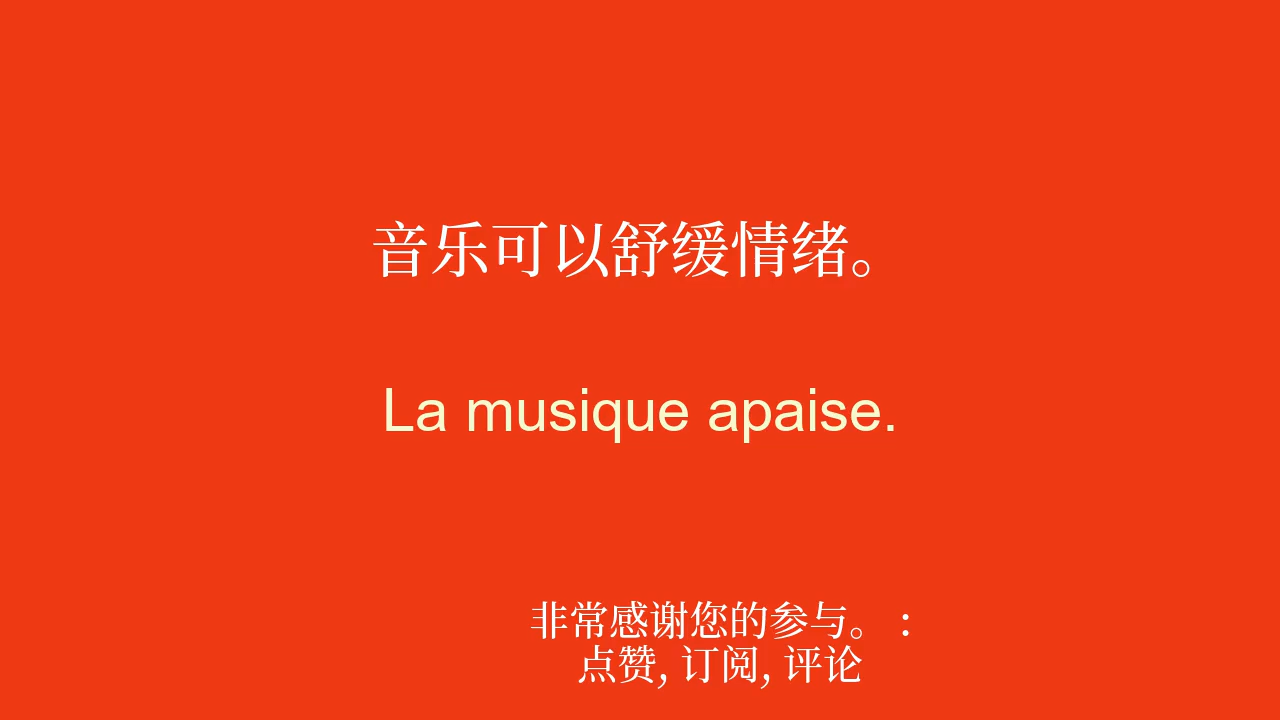 音乐可以舒缓情绪。
La musique apaise.
非常感谢您的参与。 :
点赞, 订阅, 评论